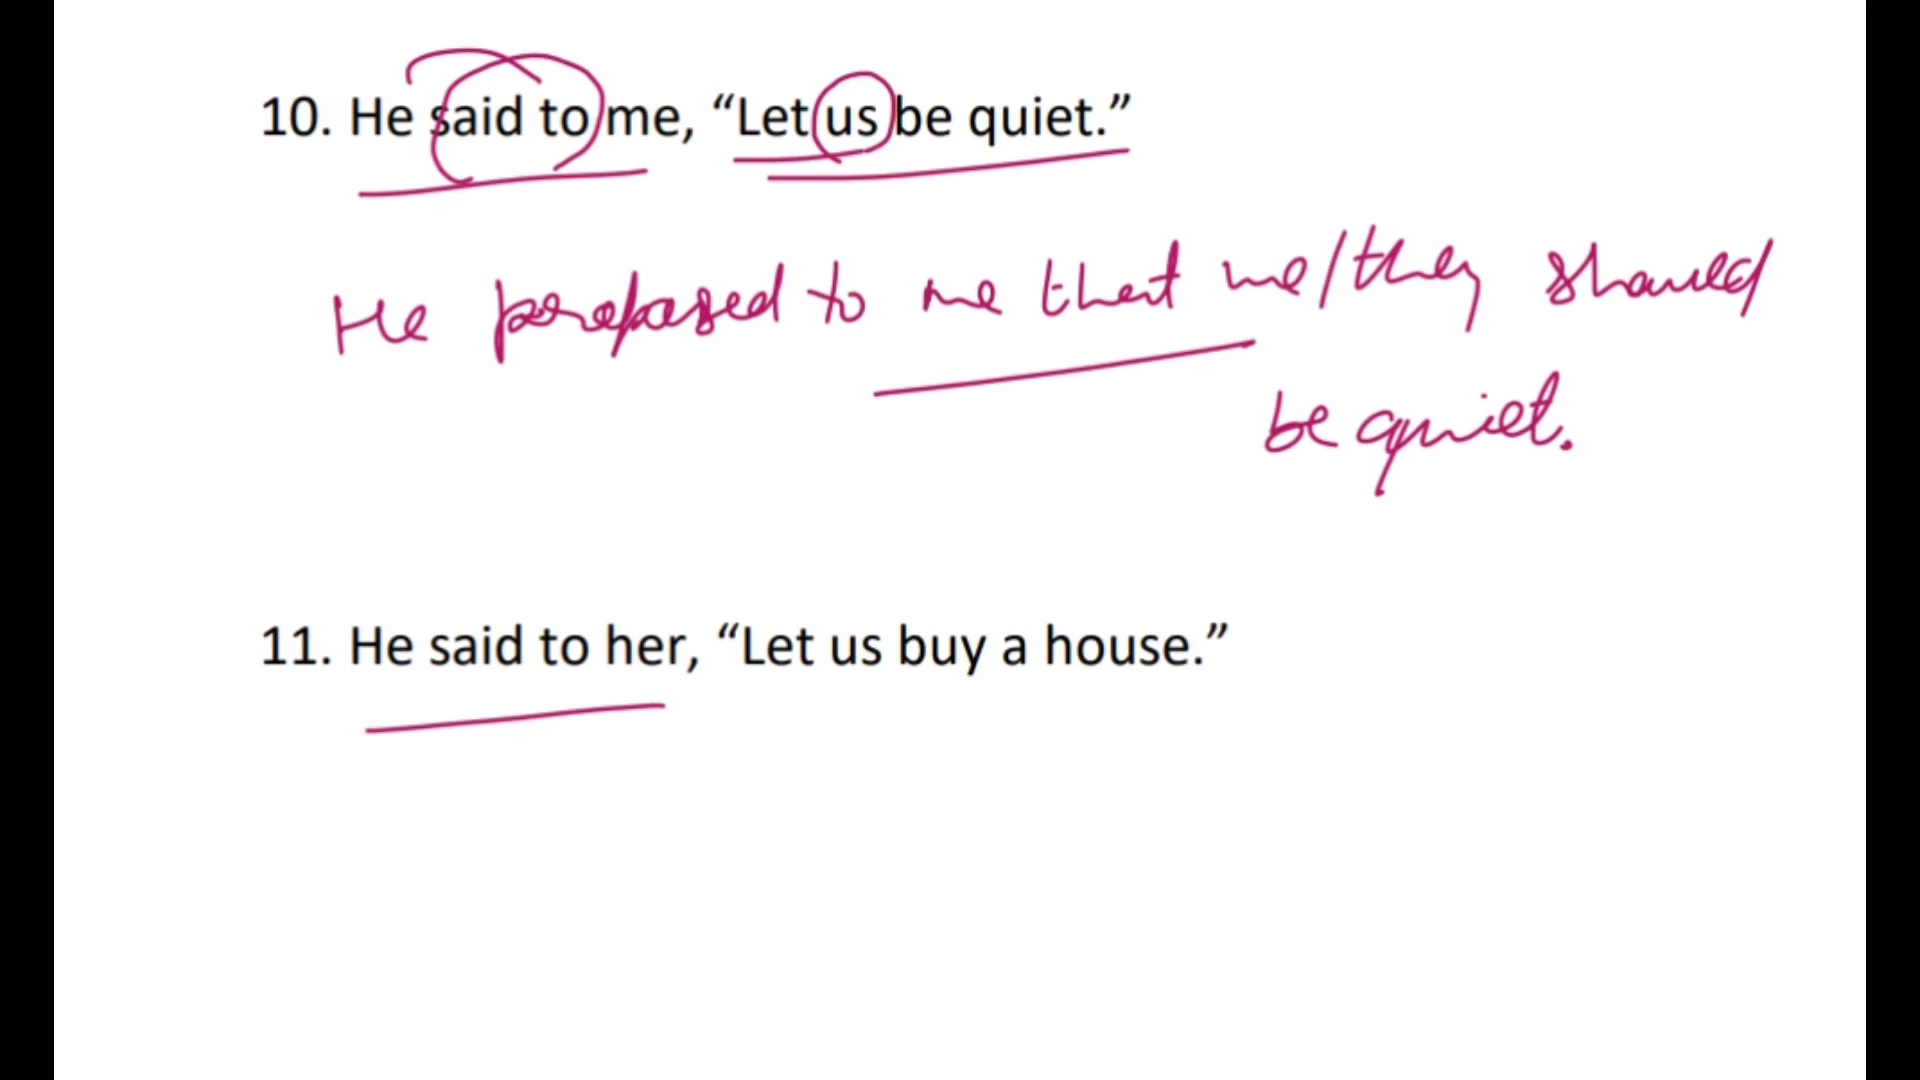 10. He said to me, “Let us be quiet.”
He proposed to me that we/they should
be quiet.
11. He said to her, “Let us buy a house.”